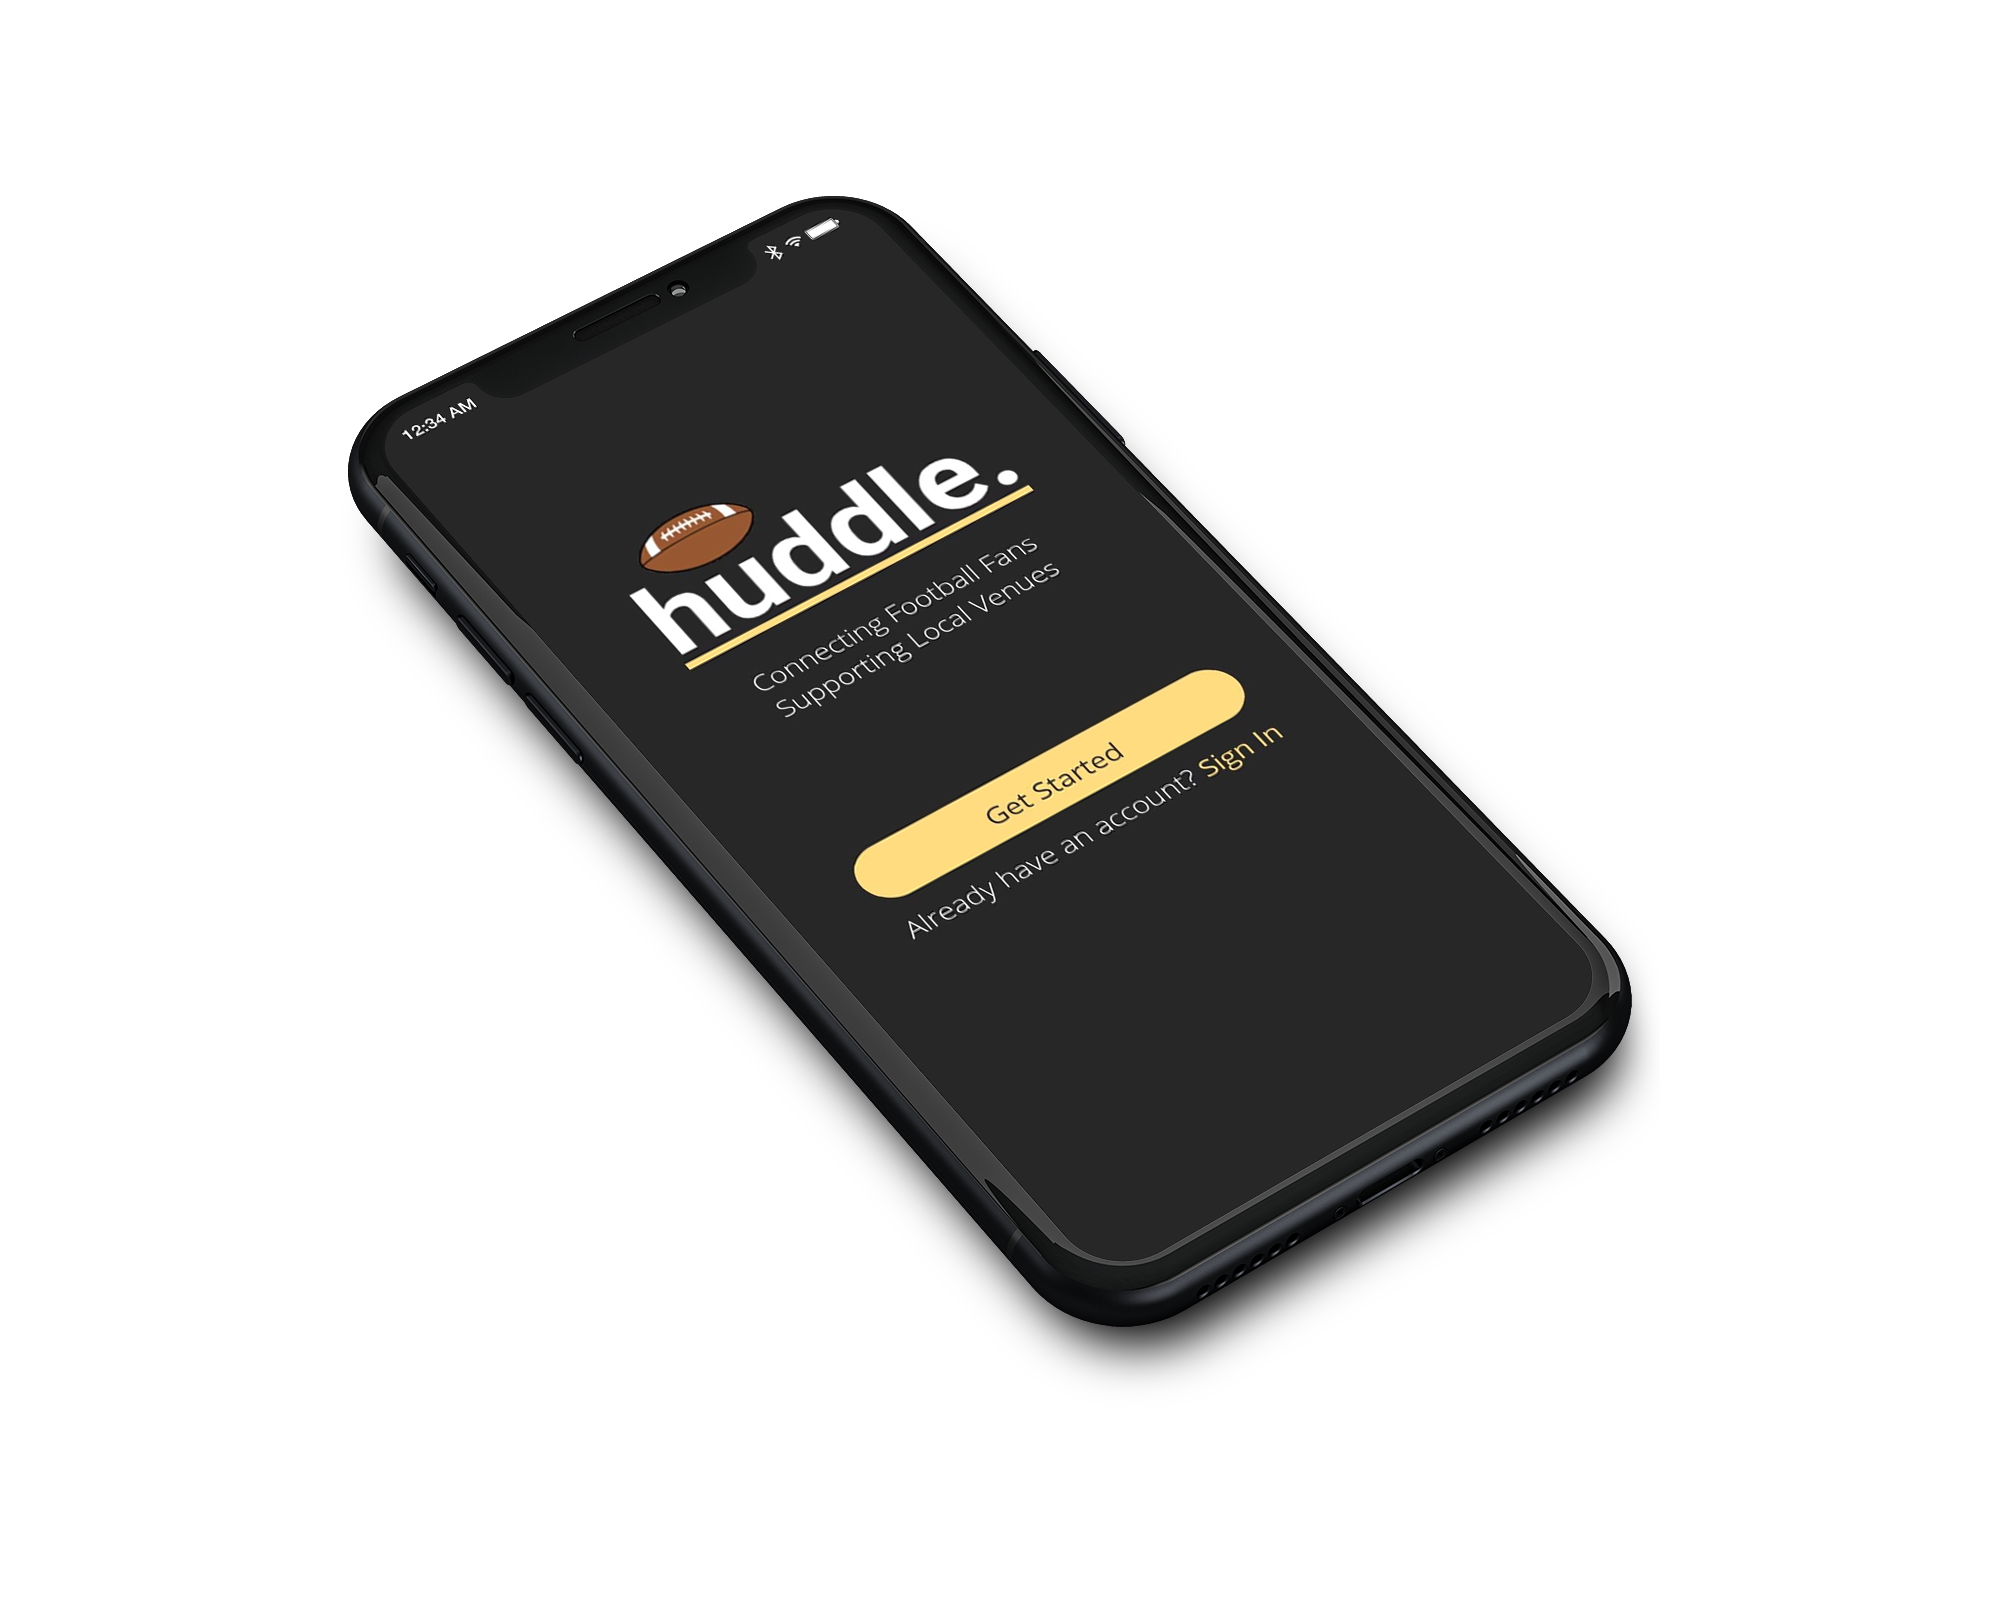 12:34 AM
huddle.
Connecting Football Fans
Supporting Local Venues
Get Started
Already have an account? Sign In